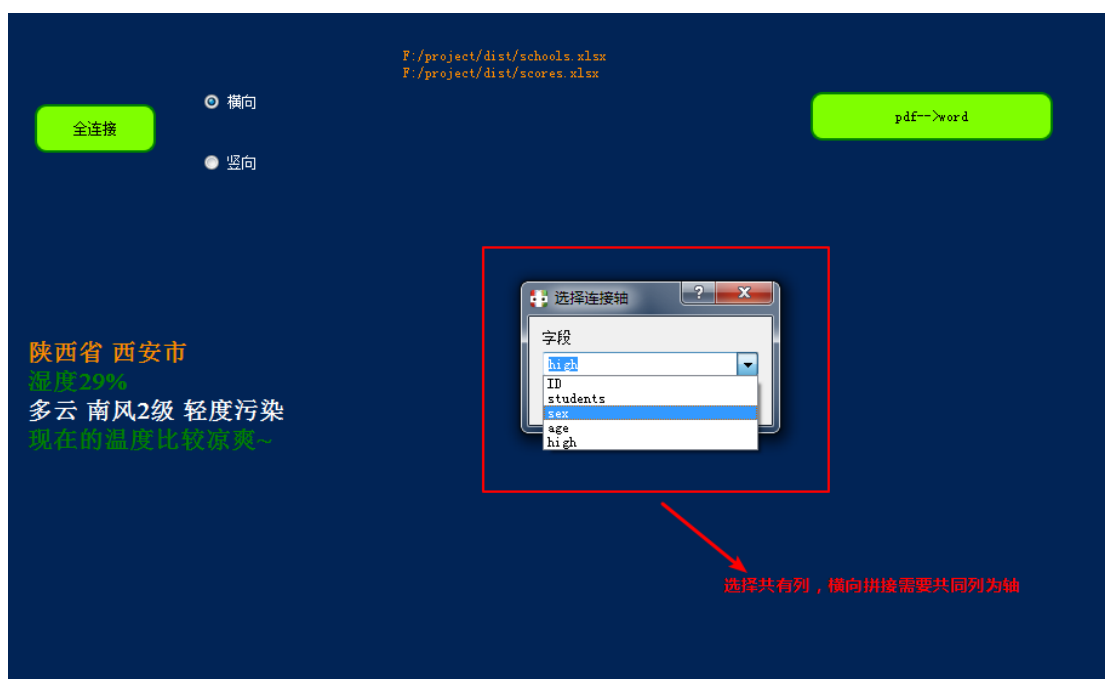 F:/project/dist/schools.xlsx
F:/project/dist/scores.xlsx
横向
全连接
pdf-->word
竖向
选择连接轴
?
X
字段
high
ID
students
sex
age
high
陕西省 西安市
湿度29%
多云 南风2级 轻度污染
现在的温度比较凉爽~
选择共有列，横向拼接需要共同列为轴